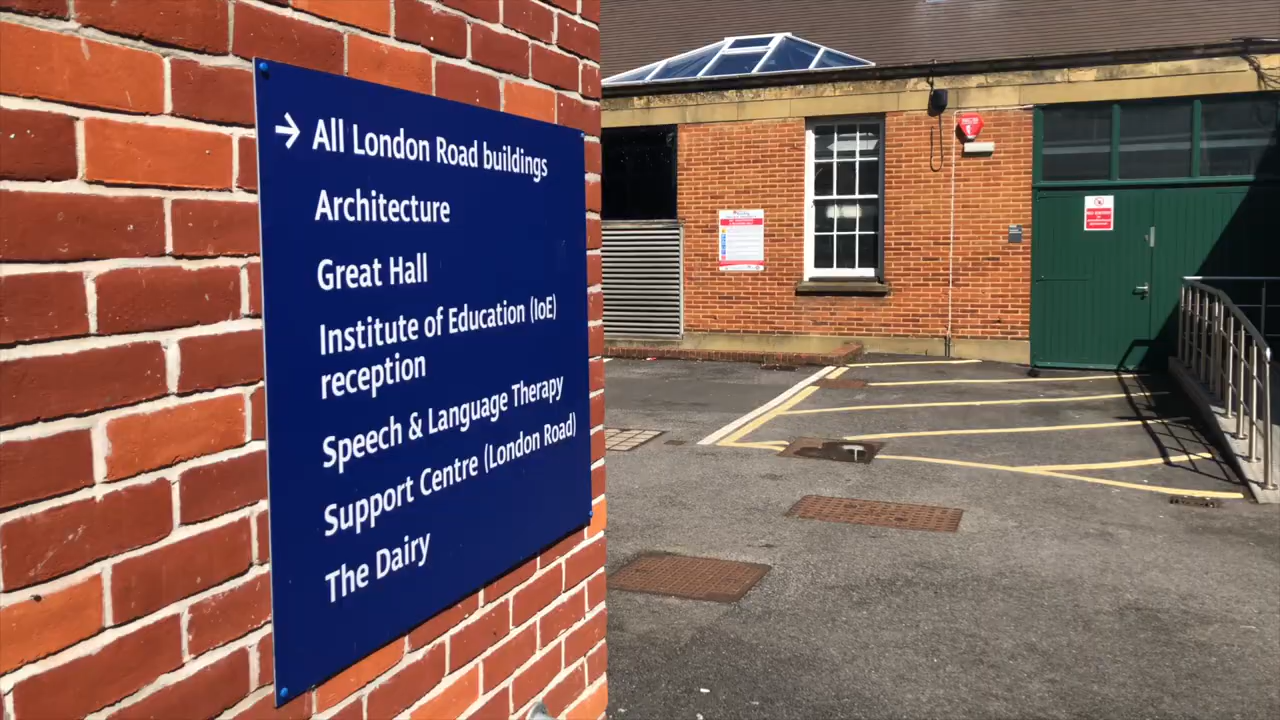 → All London Road buildings
Architecture
Great Hall
Institute of Education (IoE)
reception
Speech & Language Therapy
Support Centre (London Road)
The Dairy